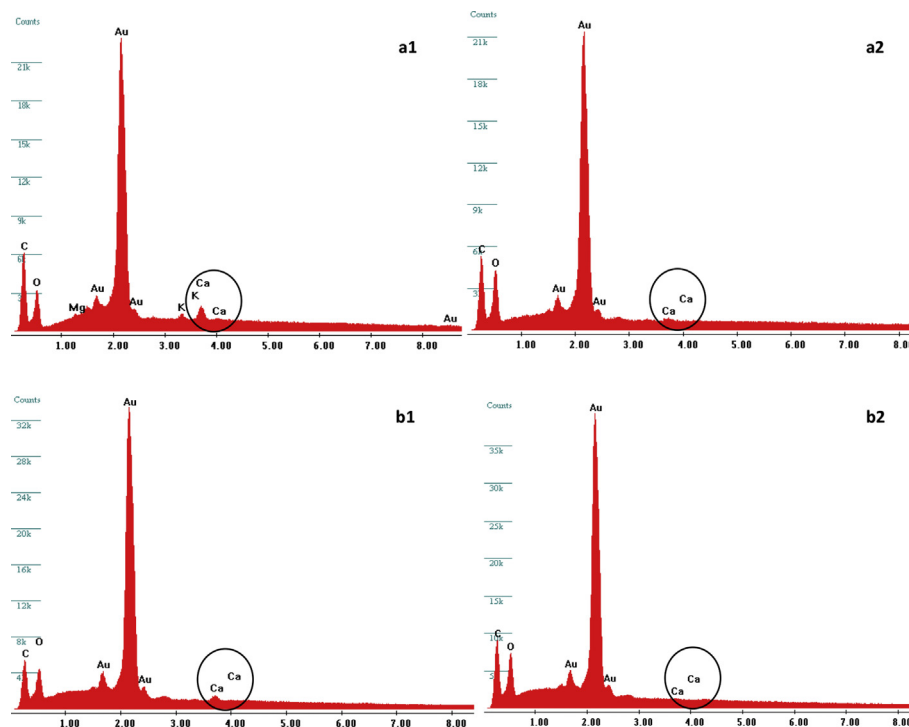 Counts
a1
Au
21k
18k
15k
12k
9k
6k
C
O
Mg
Au
Au
K
Ca
K
Ca
Au
1.00 2.00 3.00 4.00 5.00 6.00 7.00 8.00
Counts
a2
Au
21k
18k
15k
12k
9k
6k
C
O
Au
Au
Ca
Ca
1.00 2.00 3.00 4.00 5.00 6.00 7.00
Counts
b1
Au
32k
28k
24k
20k
16k
12k
8k
C
O
Au
Au
Ca
Ca
1.00 2.00 3.00 4.00 5.00 6.00 7.00 8.00
Counts
b2
Au
35k
30k
25k
20k
15k
10k
C
O
Au
Au
Ca
Ca
1.00 2.00 3.00 4.00 5.00 6.00 7.00